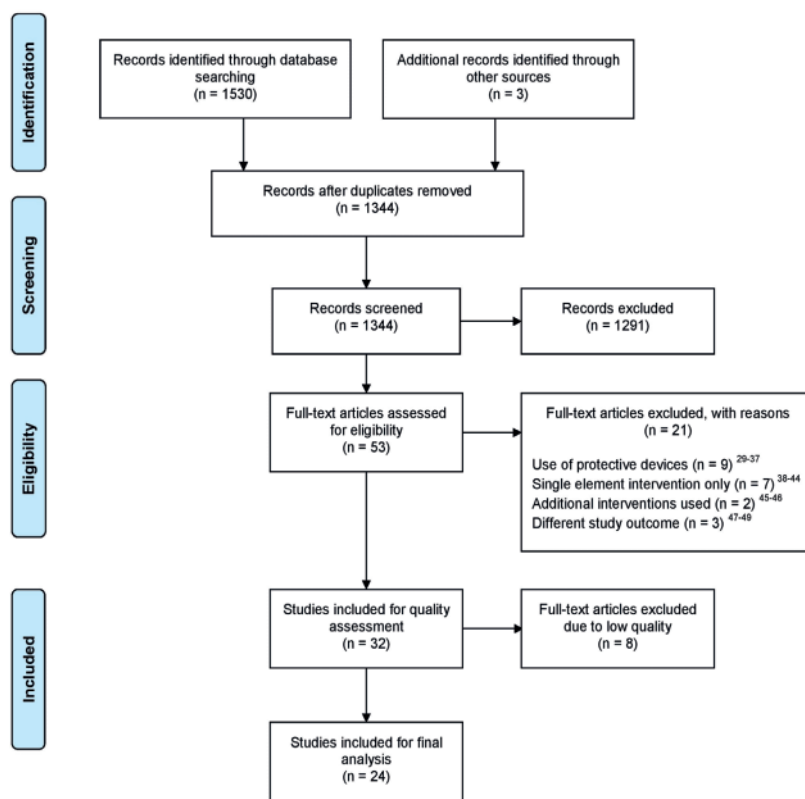 Identification
Records identified through database
searching
(n = 1530)
Additional records identified through
other sources
(n = 3)
Records after duplicates removed
(n = 1344)
Screening
Records screened
(n = 1344)
Records excluded
(n = 1291)
Eligibility
Full-text articles assessed
for eligibility
(n = 53)
Full-text articles excluded, with reasons
(n = 21)
Use of protective devices (n = 9) 29-37
Single element intervention only (n = 7) 38-44
Additional interventions used (n = 2) 45-46
Different study outcome (n = 3) 47-49
Included
Studies included for quality
assessment
(n = 32)
Full-text articles excluded
due to low quality
(n = 8)
Studies included for final
analysis
(n = 24)